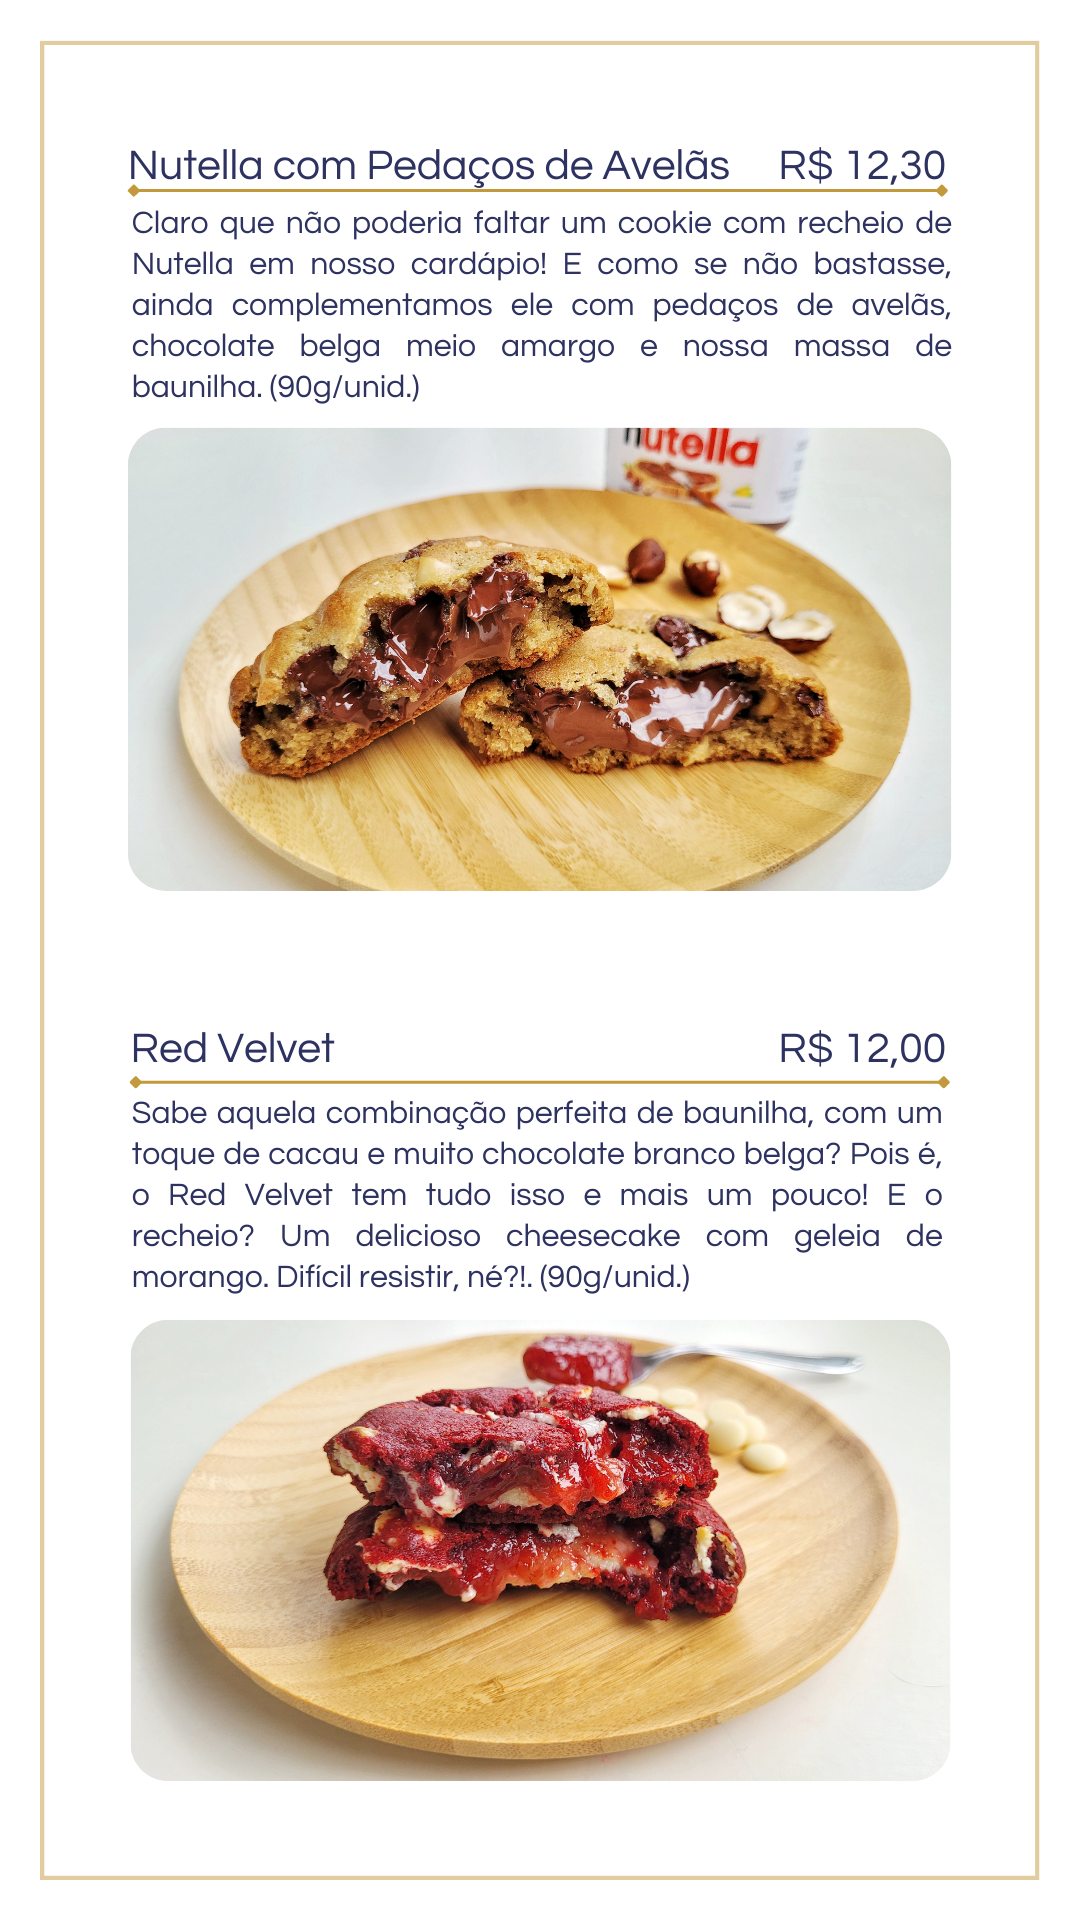 Nutella com Pedaços de Avelãs R$ 12,30
Claro que não poderia faltar um cookie com recheio de
Nutella em nosso cardápio! E como se não bastasse,
ainda complementamos ele com pedaços de avelãs,
chocolate belga meio amargo e nossa massa de
baunilha. (90g/unid.)
nutella
Red Velvet R$ 12,00
Sabe aquela combinação perfeita de baunilha, com um
toque de cacau e muito chocolate branco belga? Pois é,
o Red Velvet tem tudo isso e mais um pouco! E o
recheio? Um delicioso cheesecake com geleia de
morango. Difícil resistir, né?!. (90g/unid.)